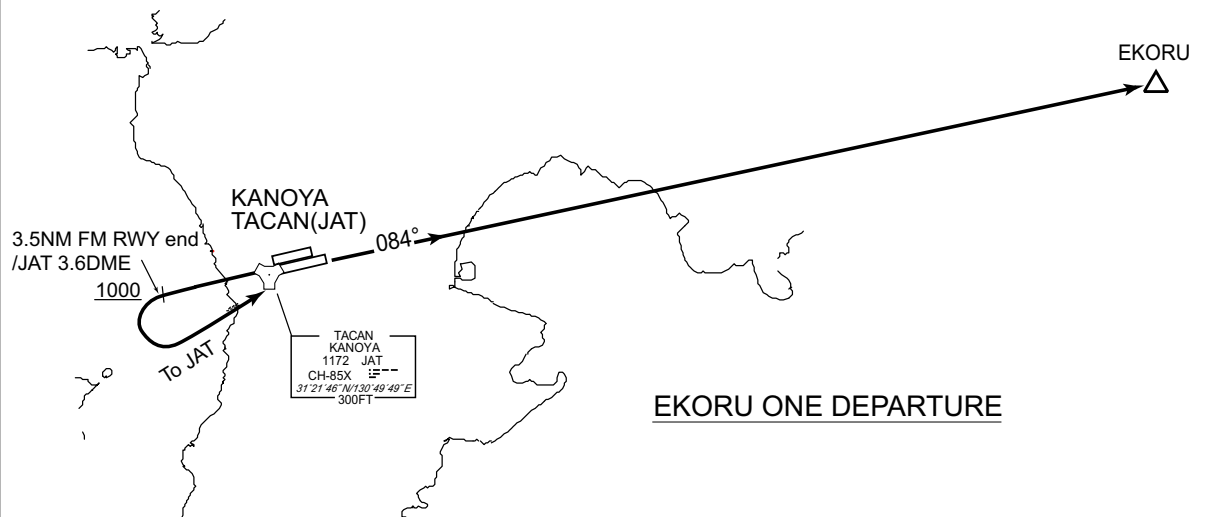 EKORU
KANOYA
TACAN(JAT)
084°
3.5NM FM RWY end
/JAT 3.6DME
1000
To JAT
TACAN
KANOYA
1172 JAT
CH-85X
31°21'46"N/130°49'49"E
300FT
EKORU ONE DEPARTURE